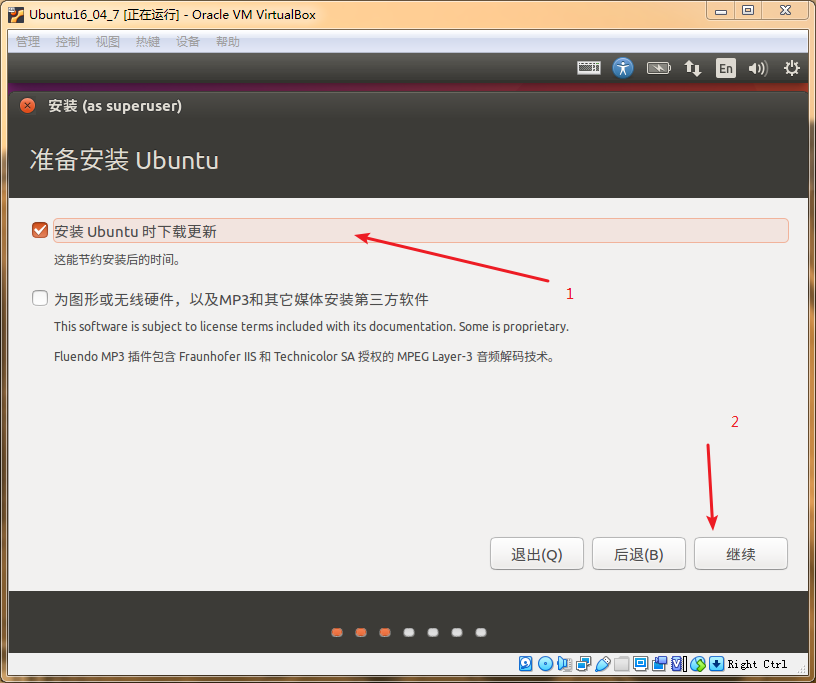 Ubuntu16_04_7 [正在运行] - Oracle VM VirtualBox
管理 控制 视图 热键 设备 帮助
En
安装 (as superuser)
准备安装 Ubuntu
安装 Ubuntu 时下载更新
这能节约安装后的时间。
1
为图形或无线硬件，以及MP3和其它媒体安装第三方软件
This software is subject to license terms included with its documentation. Some is proprietary.
Fluendo MP3 插件包含 Fraunhofer IIS 和 Technicolor SA 授权的 MPEG Layer-3 音频解码技术。
2
退出(Q) 后退(B) 继续
Right Ctrl